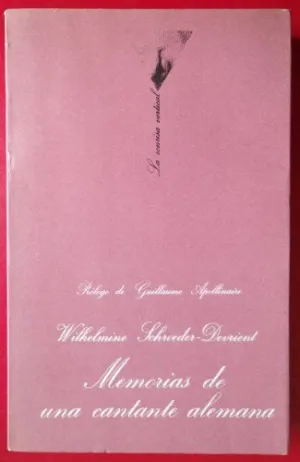 La sonrisa vertical
Prólogo de Guillaume Apollinaire
Wilhelmine Schroeder-Devrient
Memorias de
una cantante alemana